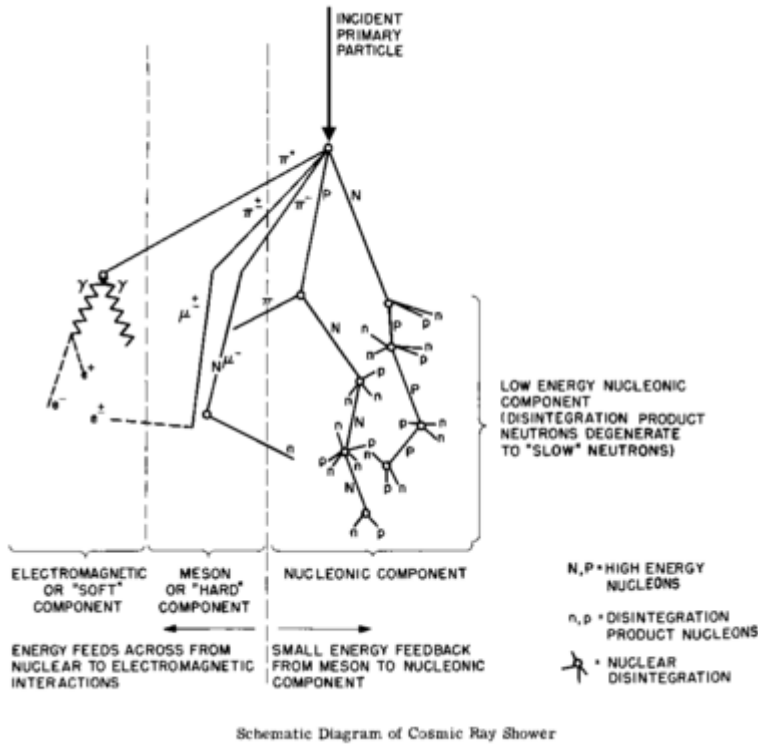 INCIDENT
PRIMARY
PARTICLE
π+
π±
π-
P
N
γ γ
μ±
π
N
P
n
p
n
n
n
p
n
N μ-
P
e+
e-
e±
n
p
n
n
N
p
n
n
n
p
n
p
n
P
n
n
p
n
N
p
n
n
p
LOW ENERGY NUCLEONIC
COMPONENT
(DISINTEGRATION PRODUCT
NEUTRONS DEGENERATE
TO "SLOW" NEUTRONS)
ELECTROMAGNETIC
OR "SOFT"
COMPONENT
MESON
OR "HARD"
COMPONENT
NUCLEONIC COMPONENT
N,P = HIGH ENERGY
NUCLEONS
n,p = DISINTEGRATION
PRODUCT NUCLEONS
= NUCLEAR
DISINTEGRATION
ENERGY FEEDS ACROSS FROM
NUCLEAR TO ELECTROMAGNETIC
INTERACTIONS
SMALL ENERGY FEEDBACK
FROM MESON TO NUCLEONIC
COMPONENT
Schematic Diagram of Cosmic Ray Shower